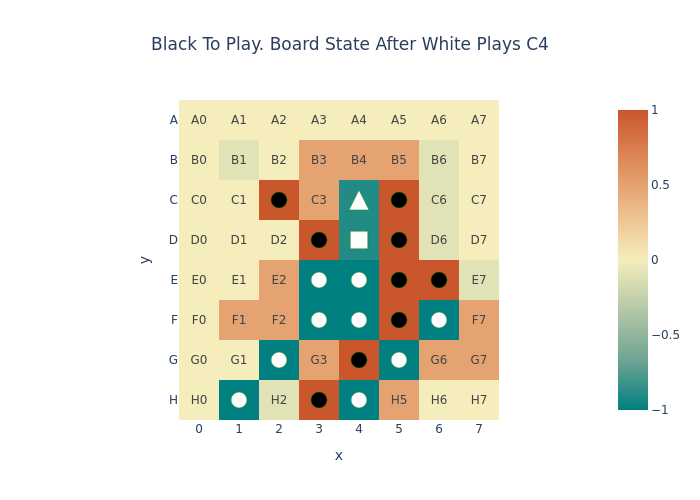 Black To Play. Board State After White Plays C4
A A0 A1 A2 A3 A4 A5 A6 A7
B B0 B1 B2 B3 B4 B5 B6 B7
C C0 C1 C3 C6 C7
D D0 D1 D2 D6 D7
E E0 E1 E2 E7
F F0 F1 F2 F7
G G0 G1 G3 G6 G7
H H0 H2 H5 H6 H7
0 1 2 3 4 5 6 7
x
y
1
0.5
0
−0.5
−1